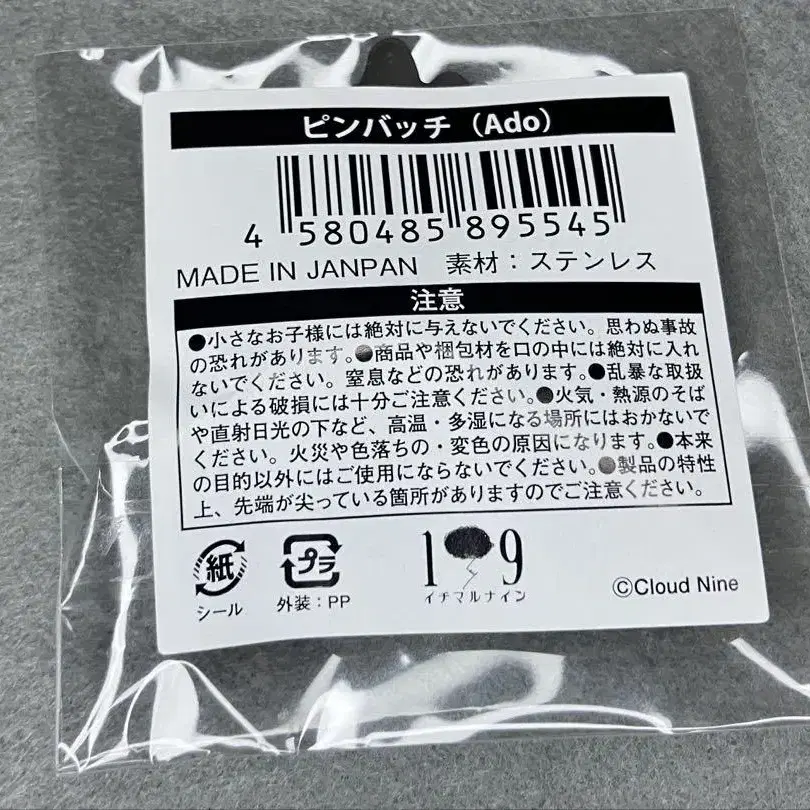 ピンバッチ（Ado）
4 580485 895545
MADE IN JANPAN 素材：ステンレス
注意
●小さなお子様には絶対に与えないでください。思わぬ事故
の恐れがあります。●商品や梱包材を口の中には絶対に入れ
ないでください。窒息などの恐れがあります。●乱暴な取扱
いによる破損には十分ご注意ください。●火気・熱源のそば
や直射日光の下など、高温・多湿になる場所にはおかないで
ください。火災や色落ちの・変色の原因になります。●本来
の目的以外にはご使用にならないでください。●製品の特性
上、先端が尖っている箇所がありますのでご注意ください。
紙 プラ 1 9
シール 外装：PP イチマルナイン ©Cloud Nine